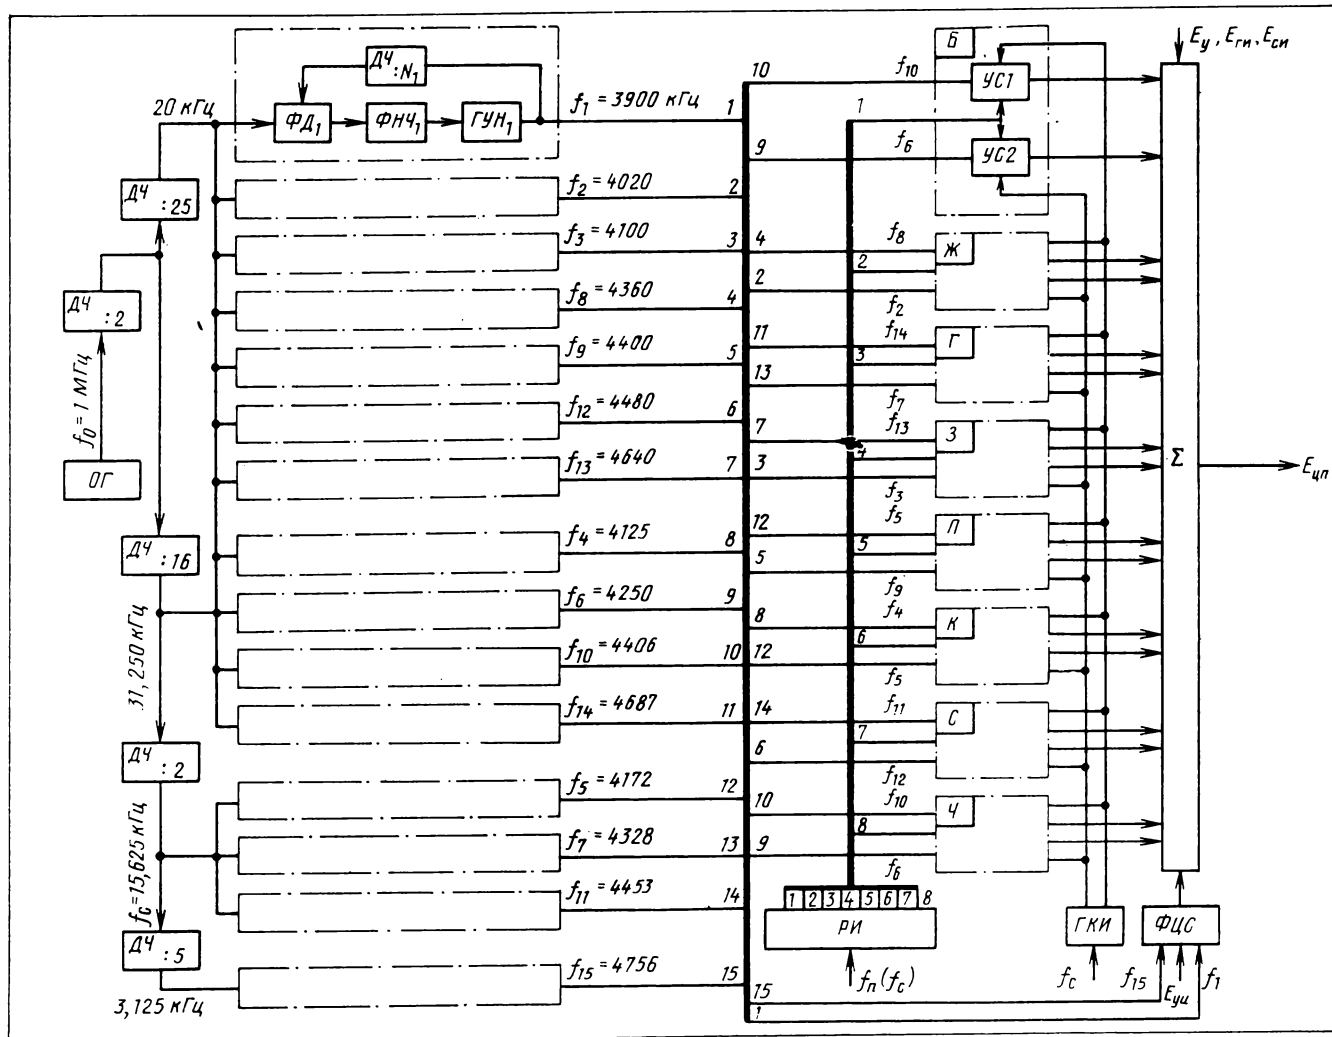 20 кГц
ДЧ :N₁
ФД₁
ФНЧ₁
ГУН₁
f₁ = 3900 кГц
1
ДЧ :25
f₂ = 4020
2
f₃ = 4100
3
ДЧ :2
f₈ = 4360
4
f₀ = 1 МГц
f₉ = 4400
5
f₁₂ = 4480
6
ОГ
f₁₃ = 4640
7
ДЧ :16
f₄ = 4125
8
31,250 кГц
f₆ = 4250
9
f₁₀ = 4406
10
f₁₄ = 4687
11
ДЧ :2
f₅ = 4172
12
fс = 15,625 кГц
f₇ = 4328
13
f₁₁ = 4453
14
ДЧ :5
3,125 кГц
f₁₅ = 4756
15
10
f₁₀
Б
УС1
1
9
f₆
УС2
Eу, Eги, Eси
4
f₈
Ж
2
2
f₂
11
f₁₄
Г
3
13
f₇
7
f₁₃
З
4
3
f₃
12
f₅
П
5
5
f₉
8
f₄
К
6
12
f₅
14
f₁₁
С
7
6
f₁₂
10
f₁₀
Ч
8
9
f₆
Σ
Eцп
1 2 3 4 5 6 7 8
РИ
fп(fс)
ГКИ
fс
ФЦС
f₁₅
Eуи
f₁
15
1